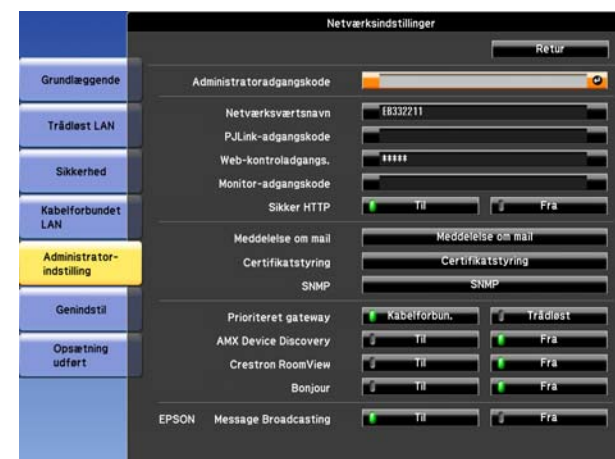 Netværksindstillinger
Retur
Grundlæggende
Trådløst LAN
Sikkerhed
Kabelforbundet
LAN
Administrator-
indstilling
Genindstil
Opsætning
udført
Administratoradgangskode
Netværksværtsnavn EB332211
PJLink-adgangskode
Web-kontroladgangs. *****
Monitor-adgangskode
Sikker HTTP Til Fra
Meddelelse om mail Meddelelse om mail
Certifikatstyring Certifikatstyring
SNMP SNMP
Prioriteret gateway Kabelforbun. Trådløst
AMX Device Discovery Til Fra
Crestron RoomView Til Fra
Bonjour Til Fra
EPSON Message Broadcasting Til Fra